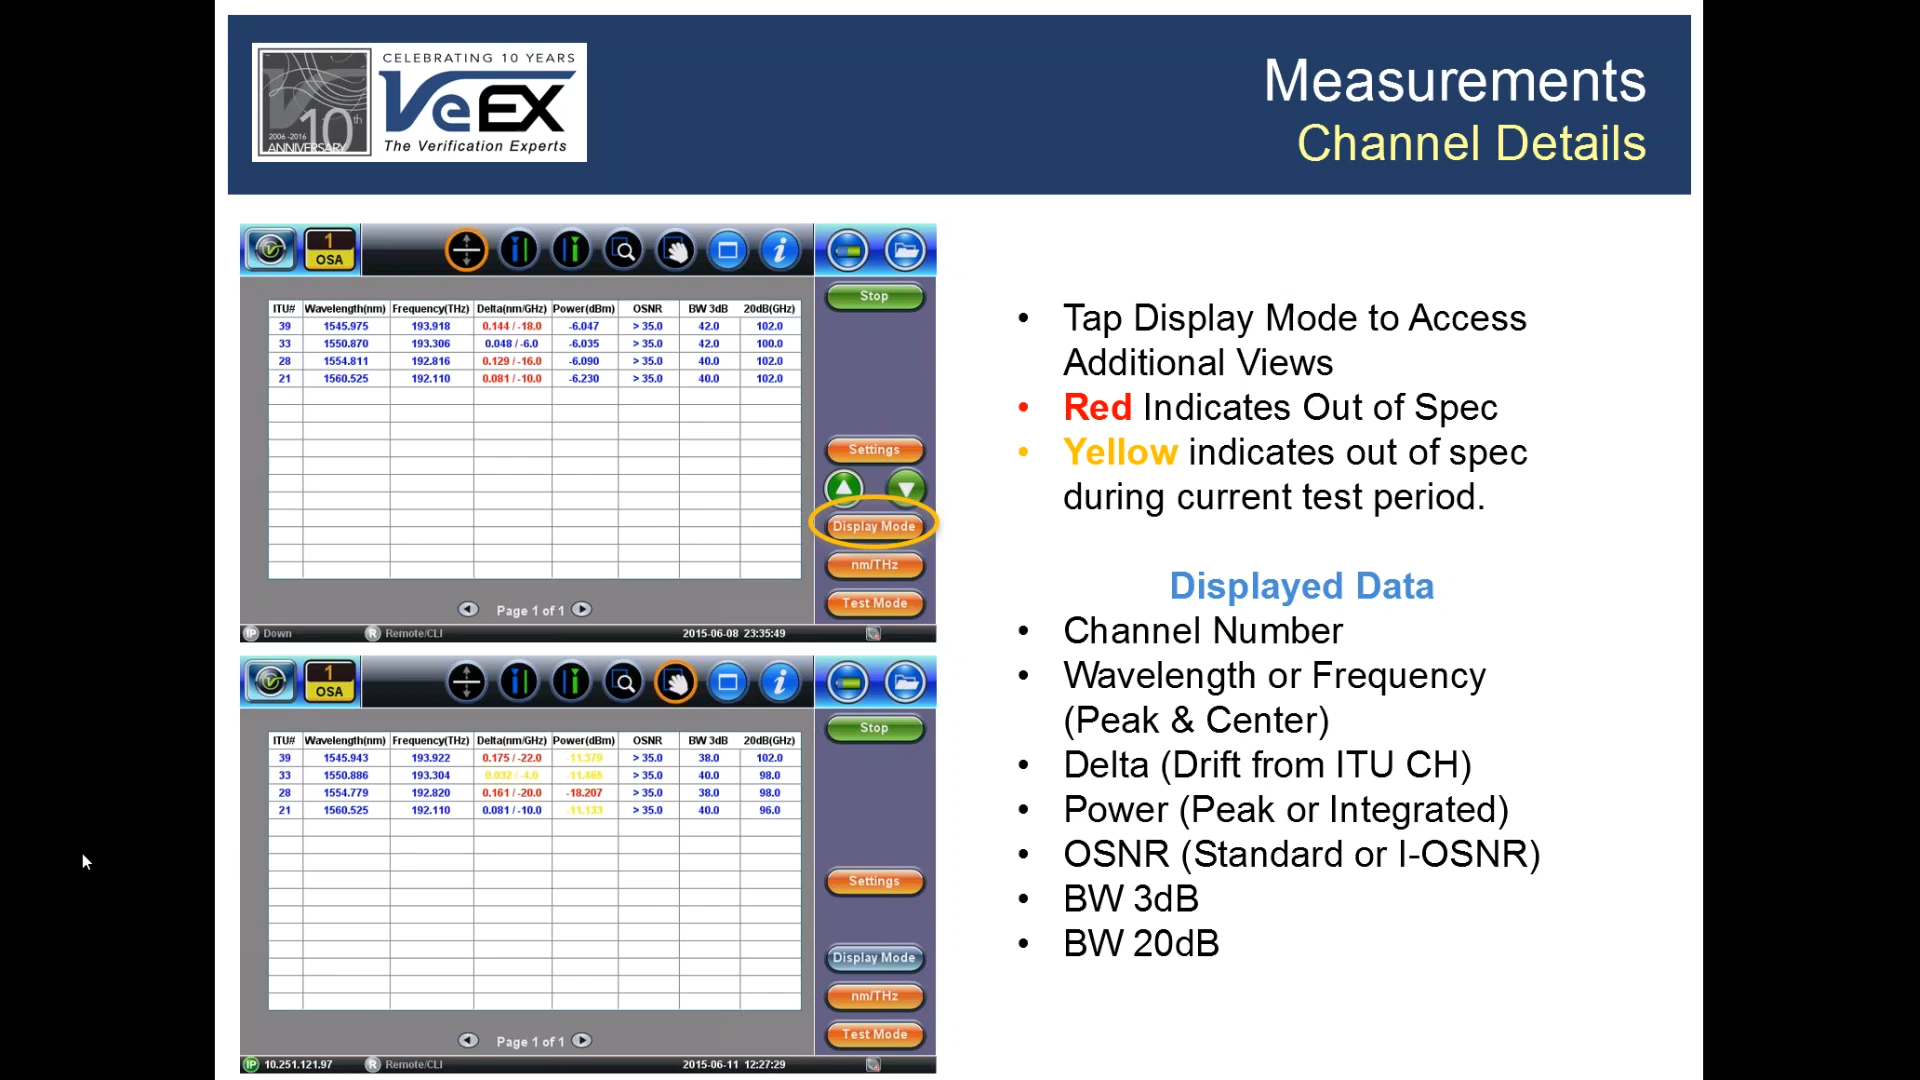 CELEBRATING 10 YEARS
VeEX
The Verification Experts
10th
2006-2016
ANNIVERSARY
Measurements
Channel Details
1
OSA
ITU# Wavelength(nm) Frequency(THz) Delta(nm/GHz) Power(dBm) OSNR BW 3dB 20dB(GHz)
39 1545.975 193.918 0.144 / -18.0 -6.047 > 35.0 42.0 102.0
33 1550.870 193.306 0.048 / -6.0 -6.035 > 35.0 42.0 100.0
28 1554.811 192.816 0.129 / -16.0 -6.090 > 35.0 40.0 102.0
21 1560.525 192.110 0.081 / -10.0 -6.230 > 35.0 40.0 102.0
Page 1 of 1
Stop
Settings
Display Mode
nm/THz
Test Mode
IP Down R Remote/CLI 2015-06-08 23:35:49
1
OSA
ITU# Wavelength(nm) Frequency(THz) Delta(nm/GHz) Power(dBm) OSNR BW 3dB 20dB(GHz)
39 1545.943 193.922 0.175 / -22.0 -11.379 > 35.0 38.0 102.0
33 1550.886 193.304 0.032 / -4.0 -11.465 > 35.0 40.0 98.0
28 1554.779 192.820 0.161 / -20.0 -18.207 > 35.0 38.0 98.0
21 1560.525 192.110 0.081 / -10.0 -11.133 > 35.0 40.0 96.0
Page 1 of 1
Stop
Settings
Display Mode
nm/THz
Test Mode
IP 10.251.121.97 R Remote/CLI 2015-06-11 12:27:29
• Tap Display Mode to Access
Additional Views
• Red Indicates Out of Spec
• Yellow indicates out of spec
during current test period.
Displayed Data
• Channel Number
• Wavelength or Frequency
(Peak & Center)
• Delta (Drift from ITU CH)
• Power (Peak or Integrated)
• OSNR (Standard or I-OSNR)
• BW 3dB
• BW 20dB